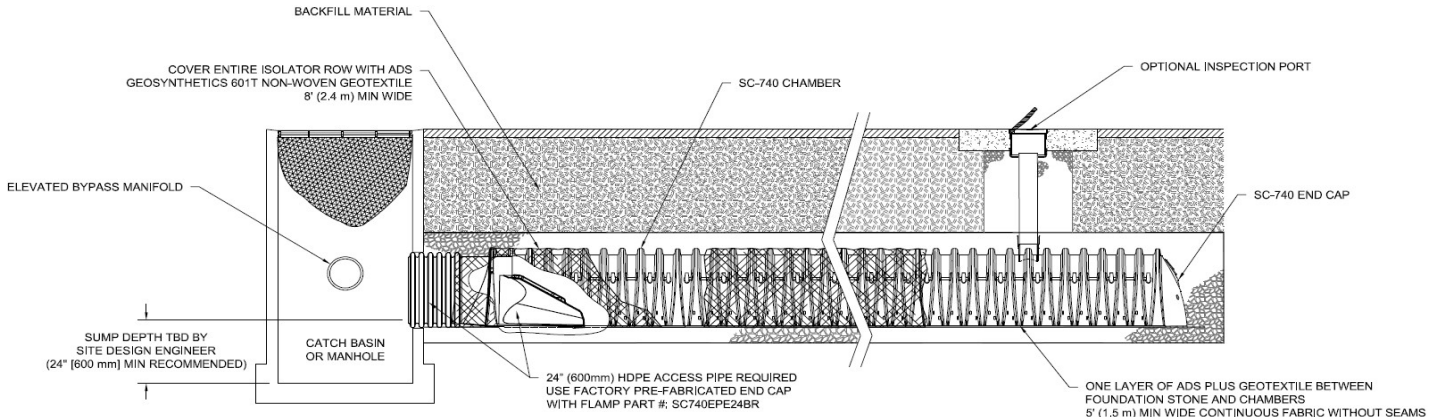 BACKFILL MATERIAL
COVER ENTIRE ISOLATOR ROW WITH ADS
GEOSYNTHETICS 601T NON-WOVEN GEOTEXTILE
8' (2.4 m) MIN WIDE
SC-740 CHAMBER
OPTIONAL INSPECTION PORT
ELEVATED BYPASS MANIFOLD
SC-740 END CAP
SUMP DEPTH TBD BY
SITE DESIGN ENGINEER
(24" [600 mm] MIN RECOMMENDED)
CATCH BASIN
OR MANHOLE
24" (600mm) HDPE ACCESS PIPE REQUIRED
USE FACTORY PRE-FABRICATED END CAP
WITH FLAMP PART #: SC740EPE24BR
ONE LAYER OF ADS PLUS GEOTEXTILE BETWEEN
FOUNDATION STONE AND CHAMBERS
5' (1.5 m) MIN WIDE CONTINUOUS FABRIC WITHOUT SEAMS